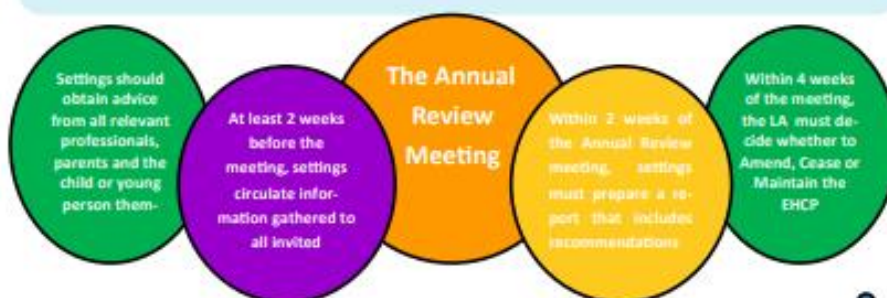 Settings should
obtain advice
from all relevant
professionals,
parents and the
child or young
person them-
At least 2 weeks
before the
meeting, settings
circulate infor-
mation gathered to
all invited
The Annual
Review
Meeting
Within 2 weeks of
the Annual Review
meeting, settings
must prepare a re-
port that includes
recommendations
Within 4 weeks
of the meeting,
the LA must de-
cide whether to
Amend, Cease or
Maintain the
EHCP